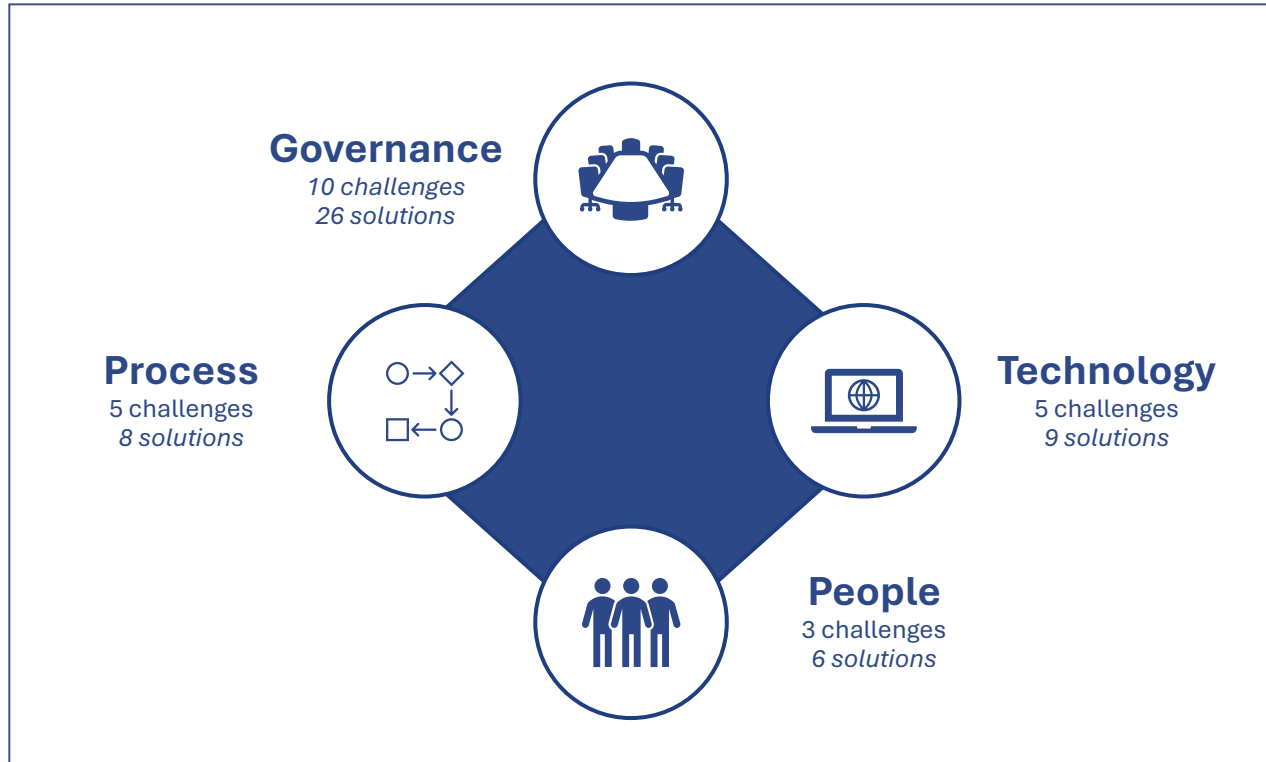 Governance
10 challenges
26 solutions
Process
5 challenges
8 solutions
Technology
5 challenges
9 solutions
People
3 challenges
6 solutions